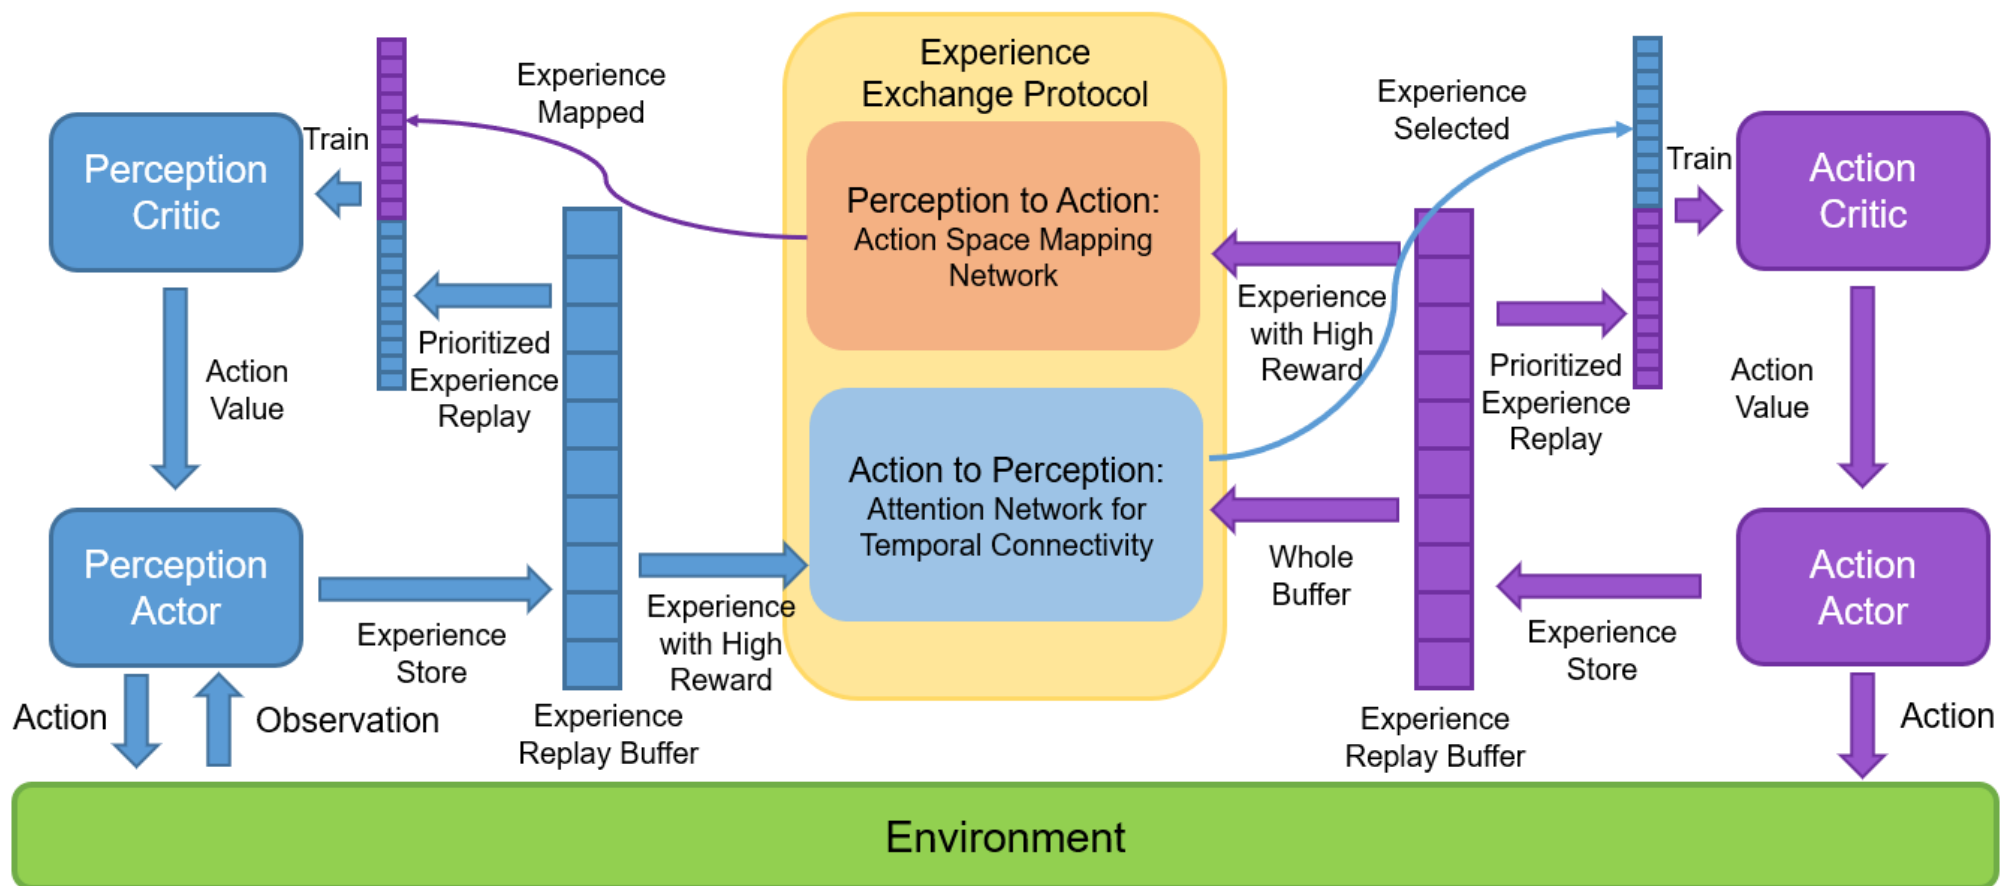 Experience
Exchange Protocol
Experience
Mapped
Experience
Selected
Train
Perception
Critic
Perception to Action:
Action Space Mapping
Network
Train
Action
Critic
Prioritized
Experience
Replay
Experience
with High
Reward
Prioritized
Experience
Replay
Action
Value
Action
Value
Action to Perception:
Attention Network for
Temporal Connectivity
Perception
Actor
Experience
Store
Experience
with High
Reward
Whole
Buffer
Experience
Store
Action
Actor
Action
Observation
Experience
Replay Buffer
Experience
Replay Buffer
Action
Environment